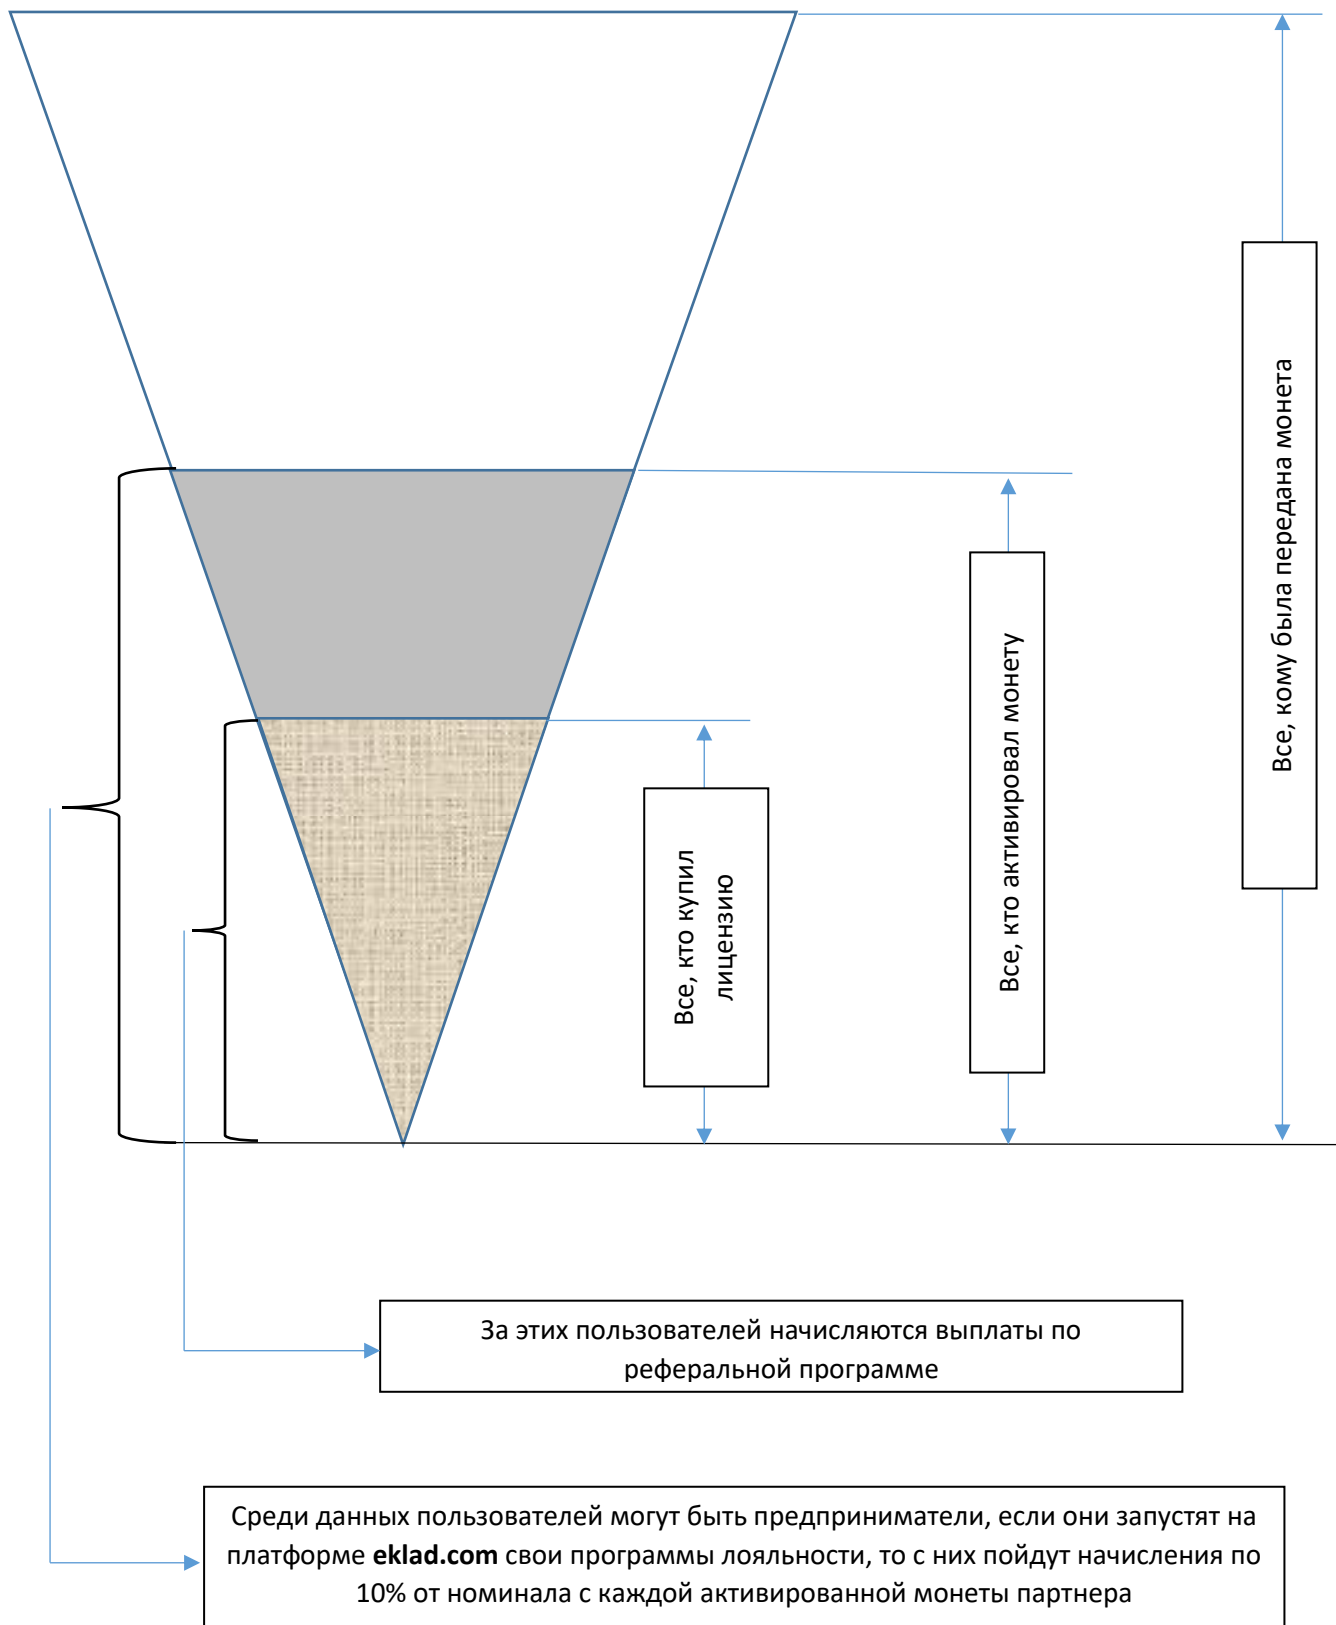 Все, кому была передана монета
Все, кто активировал монету
Все, кто купил
лицензию
За этих пользователей начисляются выплаты по
реферальной программе
Среди данных пользователей могут быть предприниматели, если они запустят на
платформе eklad.com свои программы лояльности, то с них пойдут начисления по
10% от номинала с каждой активированной монеты партнера